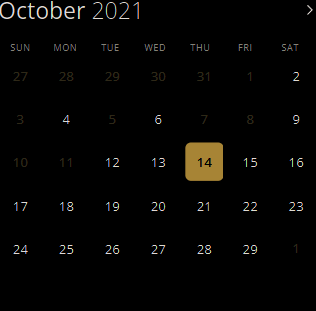 October 2021
SUN MON TUE WED THU FRI SAT
27 28 29 30 31 1 2
3 4 5 6 7 8 9
10 11 12 13 14 15 16
17 18 19 20 21 22 23
24 25 26 27 28 29 1